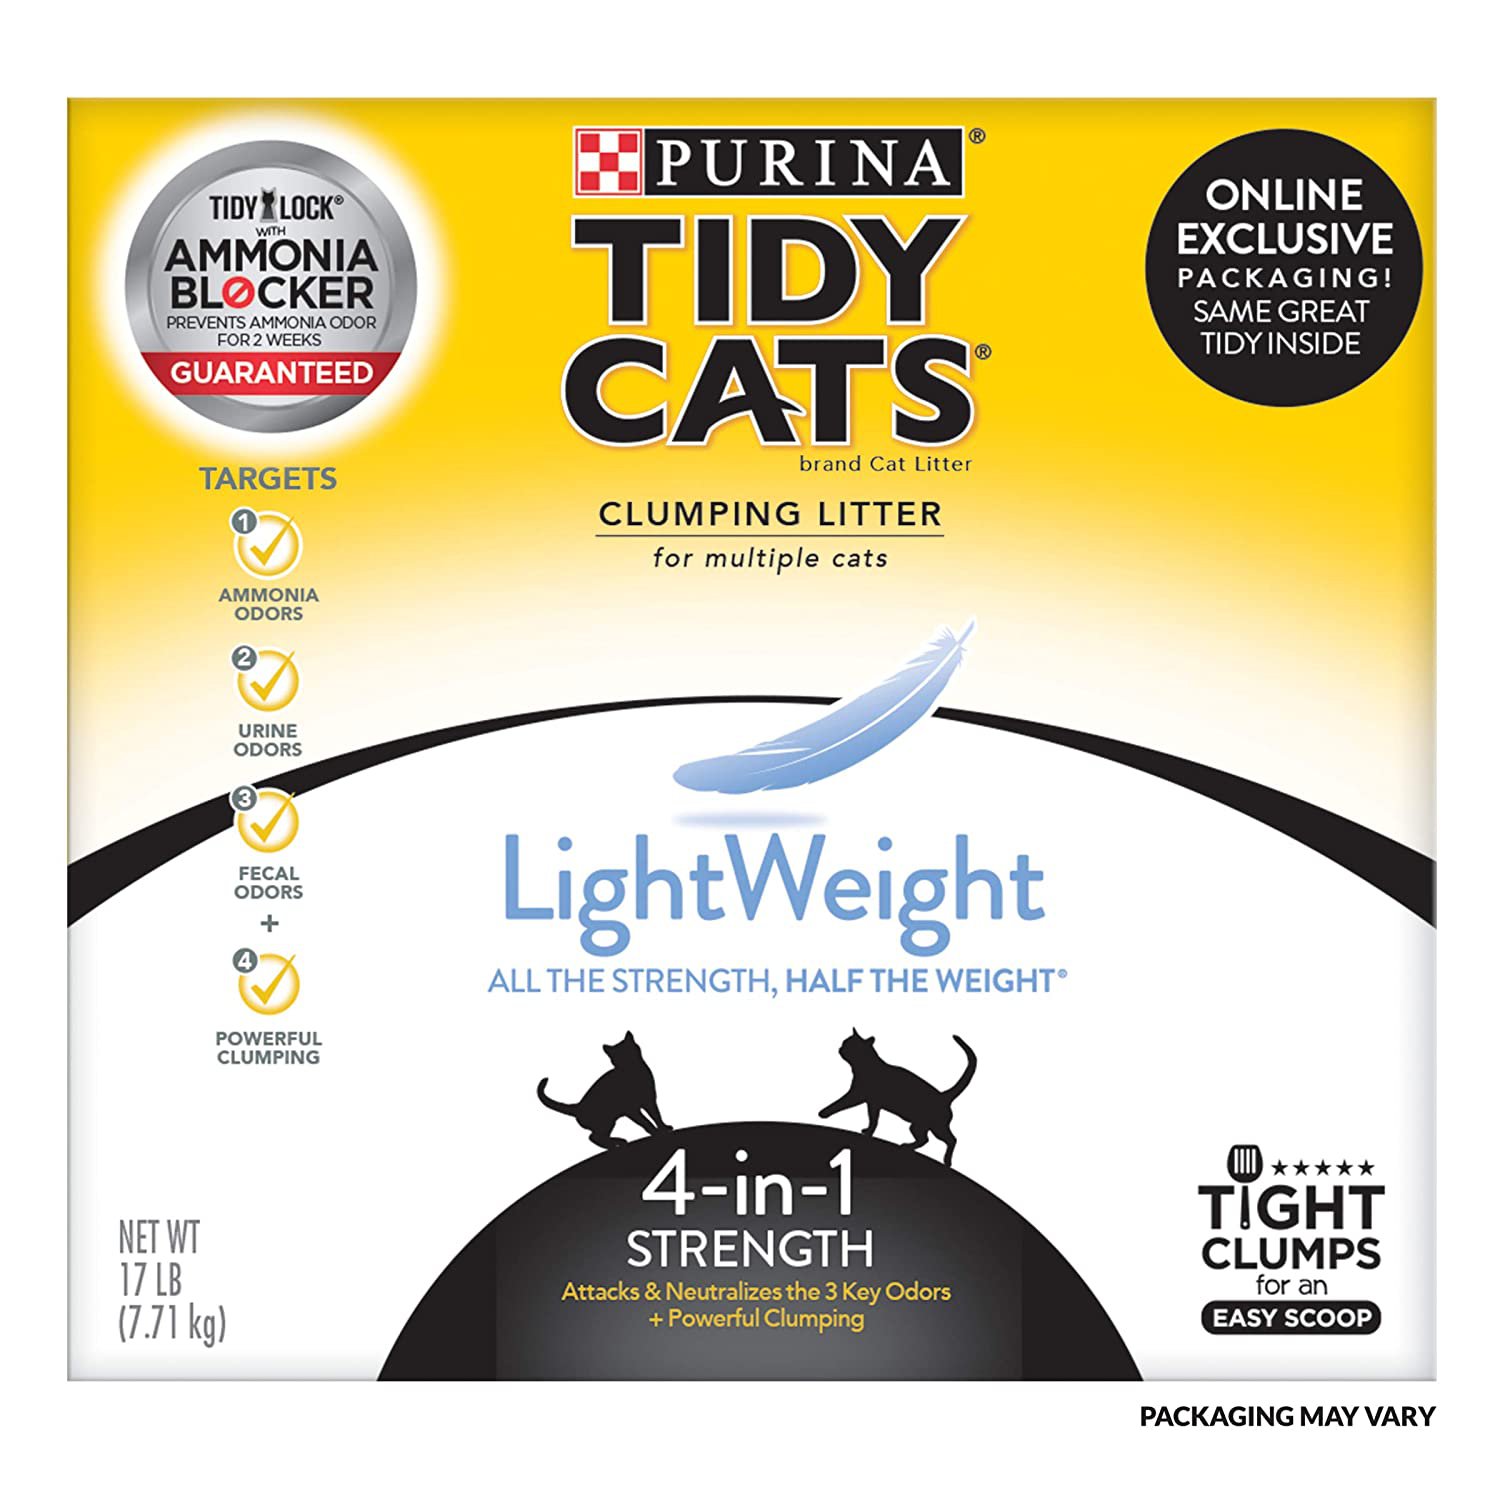 PURINA®
TIDY
CATS®
brand Cat Litter
CLUMPING LITTER
for multiple cats
TIDY LOCK®
WITH
AMMONIA
BLOCKER
PREVENTS AMMONIA ODOR
FOR 2 WEEKS
GUARANTEED
ONLINE
EXCLUSIVE
PACKAGING!
SAME GREAT
TIDY INSIDE
TARGETS
1
AMMONIA
ODORS
2
URINE
ODORS
3
FECAL
ODORS
+
4
POWERFUL
CLUMPING
LightWeight
ALL THE STRENGTH, HALF THE WEIGHT®
4-in-1
STRENGTH
Attacks & Neutralizes the 3 Key Odors
+ Powerful Clumping
NET WT
17 LB
(7.71 kg)
TIGHT
CLUMPS
for an
EASY SCOOP
PACKAGING MAY VARY